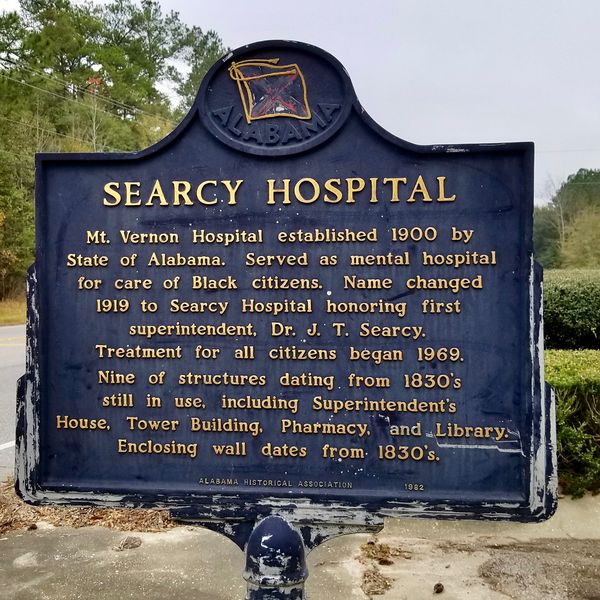 ALABAMA
SEARCY HOSPITAL
Mt. Vernon Hospital established 1900 by
State of Alabama. Served as mental hospital
for care of Black citizens. Name changed
1919 to Searcy Hospital honoring first
superintendent, Dr. J. T. Searcy.
Treatment for all citizens began 1969.
Nine of structures dating from 1830's
still in use, including Superintendent's
House, Tower Building, Pharmacy, and Library.
Enclosing wall dates from 1830's.
ALABAMA HISTORICAL ASSOCIATION 1982